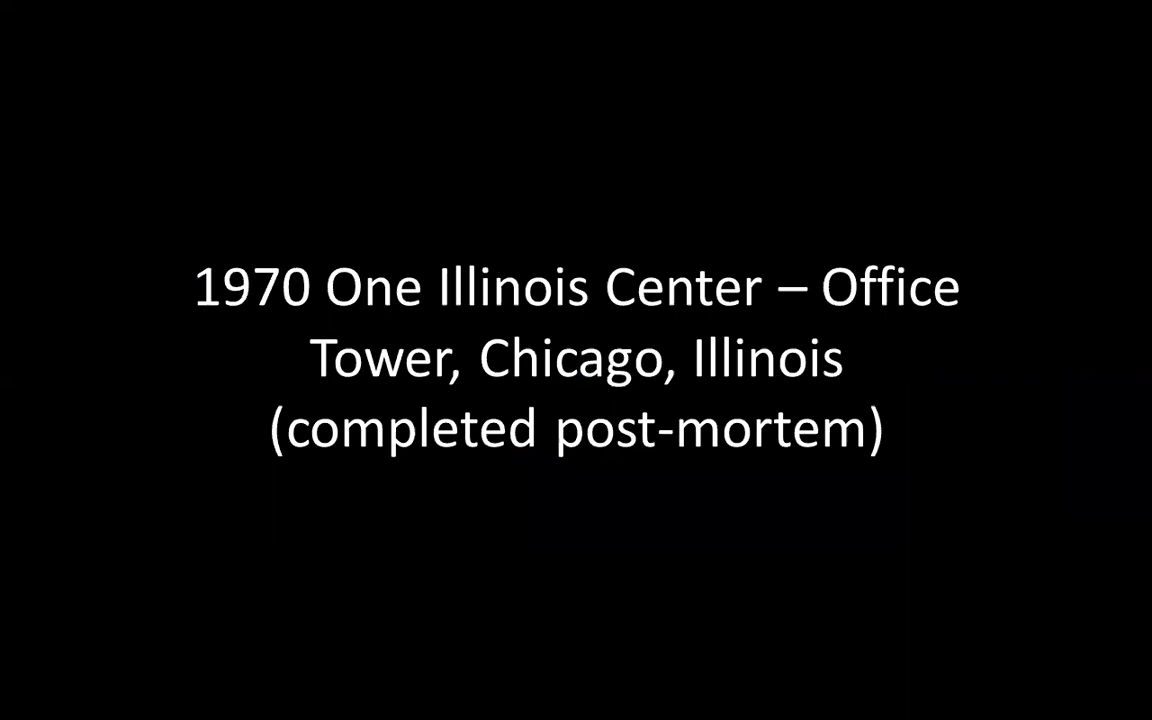 1970 One Illinois Center – Office
Tower, Chicago, Illinois
(completed post-mortem)